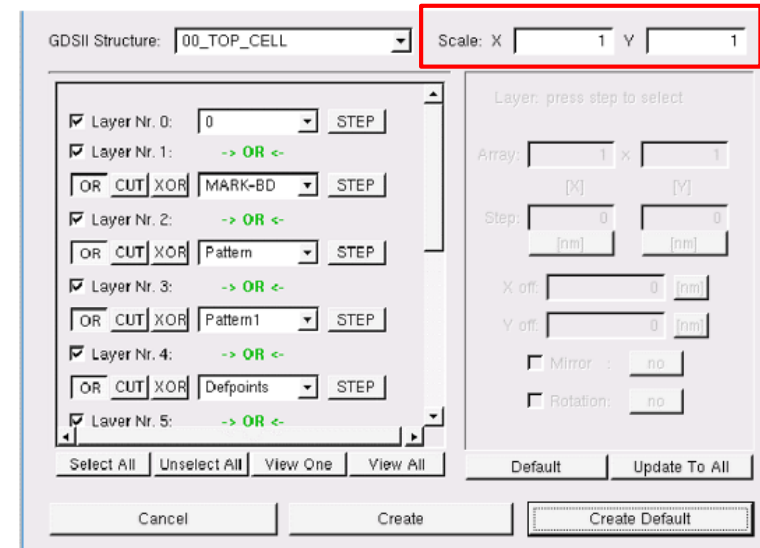 GDSII Structure: 00_TOP_CELL Scale: X 1 Y 1
Layer Nr. 0: 0 STEP
Layer Nr. 1: -> OR <-
OR CUT XOR MARK-BD STEP
Layer Nr. 2: -> OR <-
OR CUT XOR Pattern STEP
Layer Nr. 3: -> OR <-
OR CUT XOR Pattern1 STEP
Layer Nr. 4: -> OR <-
OR CUT XOR Defpoints STEP
Layer Nr. 5: -> OR <-
Select All Unselect All View One View All
Layer: press step to select
Array: 1 x 1
[X] [Y]
Step: 0 0
[nm] [nm]
X off: 0 [nm]
Y off: 0 [nm]
Mirror : no
Rotation: no
Default Update To All
Cancel Create Create Default